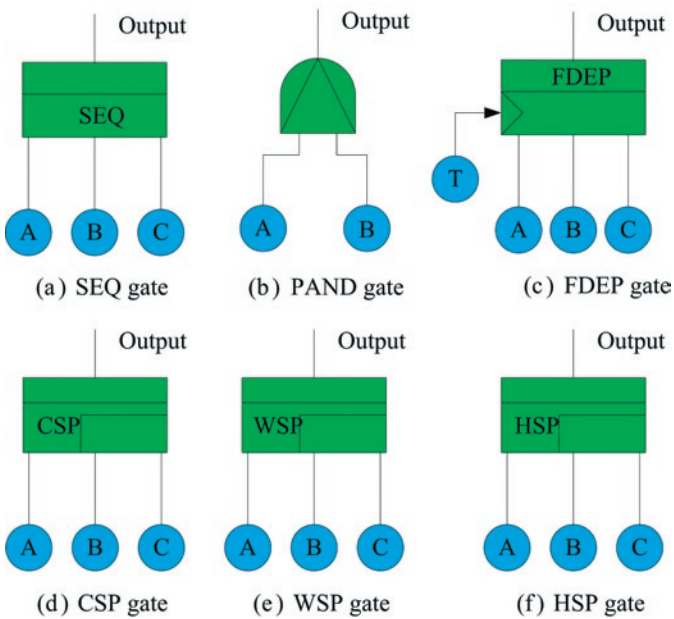 Output
SEQ
A B C
(a) SEQ gate
Output
A B
(b) PAND gate
Output
FDEP
T
A B C
(c) FDEP gate
Output
CSP
A B C
(d) CSP gate
Output
WSP
A B C
(e) WSP gate
Output
HSP
A B C
(f) HSP gate